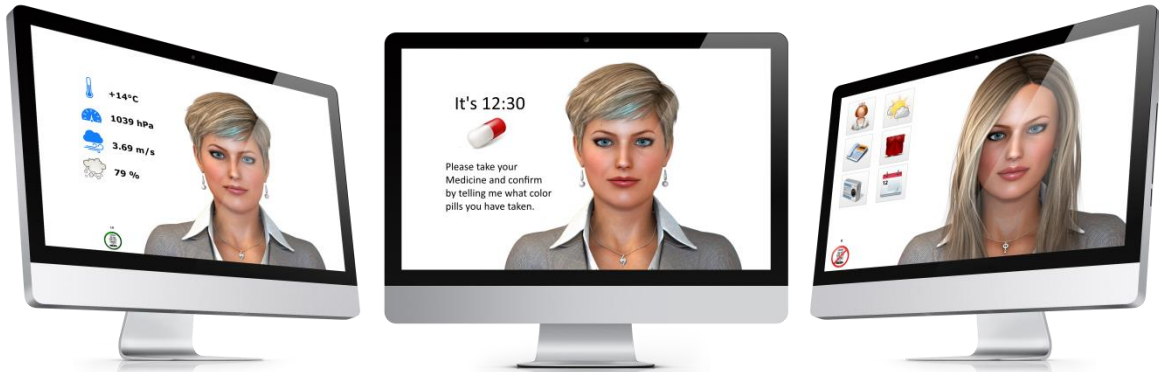 +14°C
1039 hPa
3.69 m/s
79 %
It's 12:30
Please take your
Medicine and confirm
by telling me what color
pills you have taken.
12